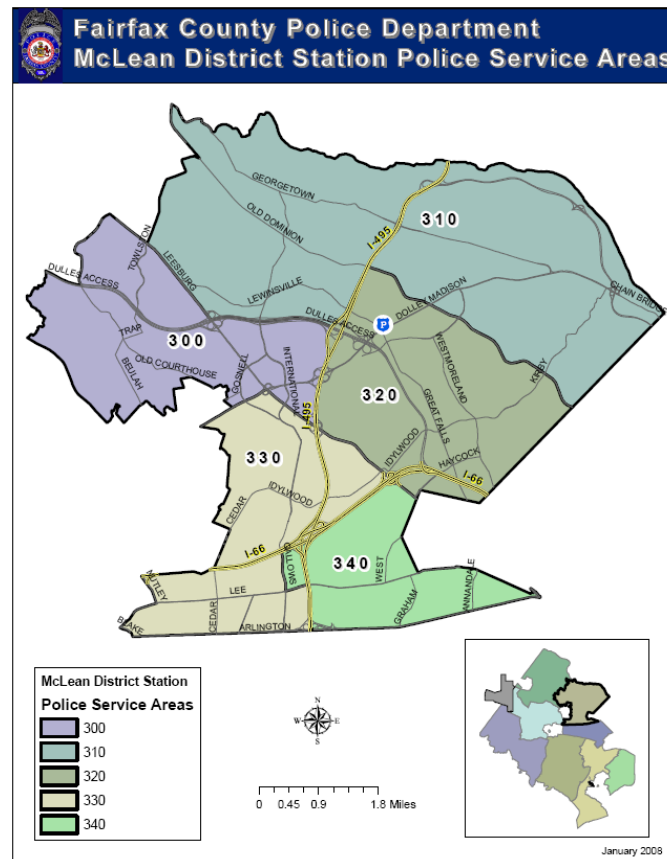 Fairfax County Police Department
McLean District Station Police Service Areas
GEORGETOWN
OLD DOMINION
310
I-495
TOWLSTON
LEESBURG
DULLES ACCESS
LEWINSVILLE
DULLES ACCESS
DOLLEY MADISON
CHAIN BRIDGE
P
TRAP
300
OLD COURTHOUSE
BEULAH
GOSNELL
INTERNATIONAL
WESTMORELAND
KIRBY
320
GREAT FALLS
I-495
330
IDYLWOOD
HAYCOCK
IDYLWOOD
CEDAR
I-66
I-66
GALLOWS
340
WEST
NUTLEY
LEE
CEDAR
GRAHAM
ANNANDALE
BLAKE
ARLINGTON
McLean District Station
Police Service Areas
300
310
320
330
340
N
W E
S
0 0.45 0.9 1.8 Miles
January 2008